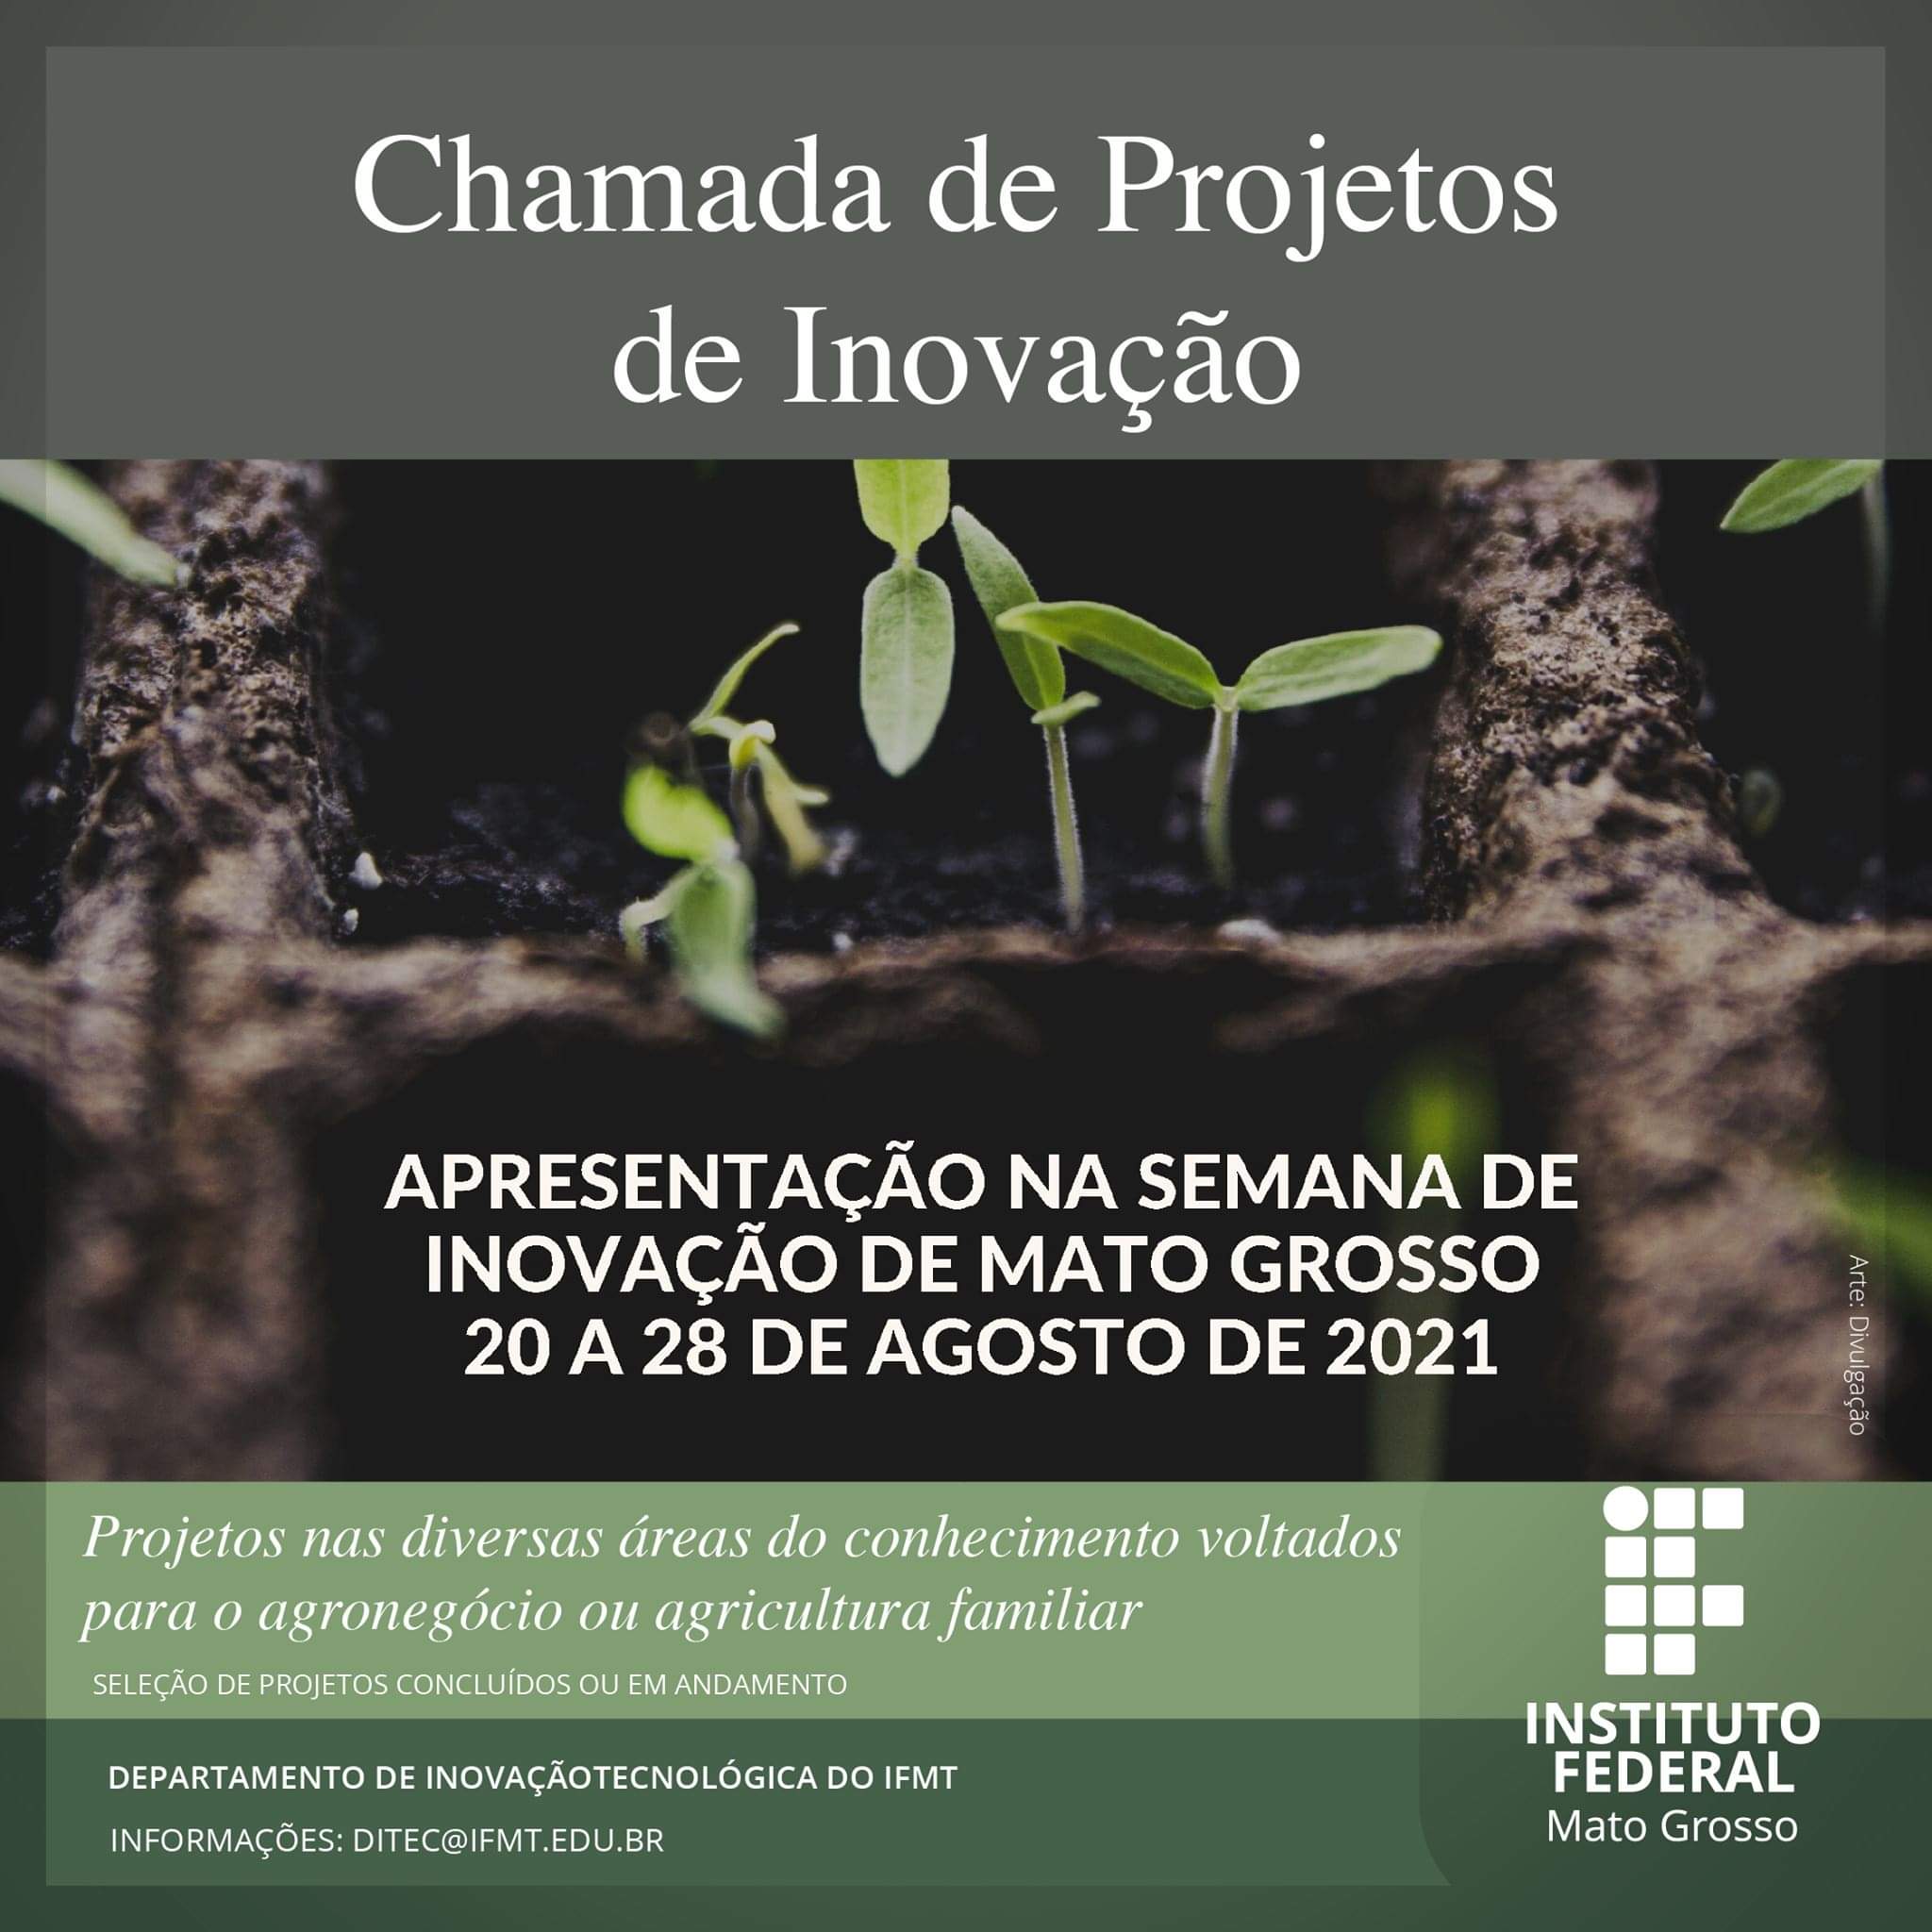 Chamada de Projetos
de Inovação
APRESENTAÇÃO NA SEMANA DE
INOVAÇÃO DE MATO GROSSO
20 A 28 DE AGOSTO DE 2021
Arte: Divulgação
Projetos nas diversas áreas do conhecimento voltados
para o agronegócio ou agricultura familiar
SELEÇÃO DE PROJETOS CONCLUÍDOS OU EM ANDAMENTO
DEPARTAMENTO DE INOVAÇÃOTECNOLÓGICA DO IFMT
INFORMAÇÕES: DITEC@IFMT.EDU.BR
INSTITUTO
FEDERAL
Mato Grosso